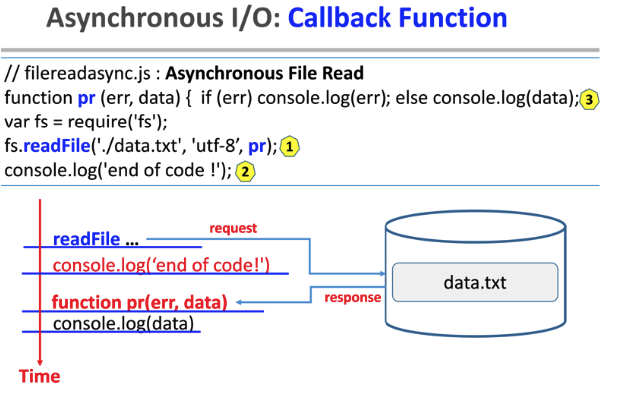 Asynchronous I/O: Callback Function
// filereadasync.js : Asynchronous File Read
function pr (err, data) { if (err) console.log(err); else console.log(data); 3
var fs = require('fs');
fs.readFile('./data.txt', 'utf-8’, pr); 1
console.log('end of code !'); 2
readFile ...
request
console.log(‘end of code!')
data.txt
function pr(err, data)
response
console.log(data)
Time